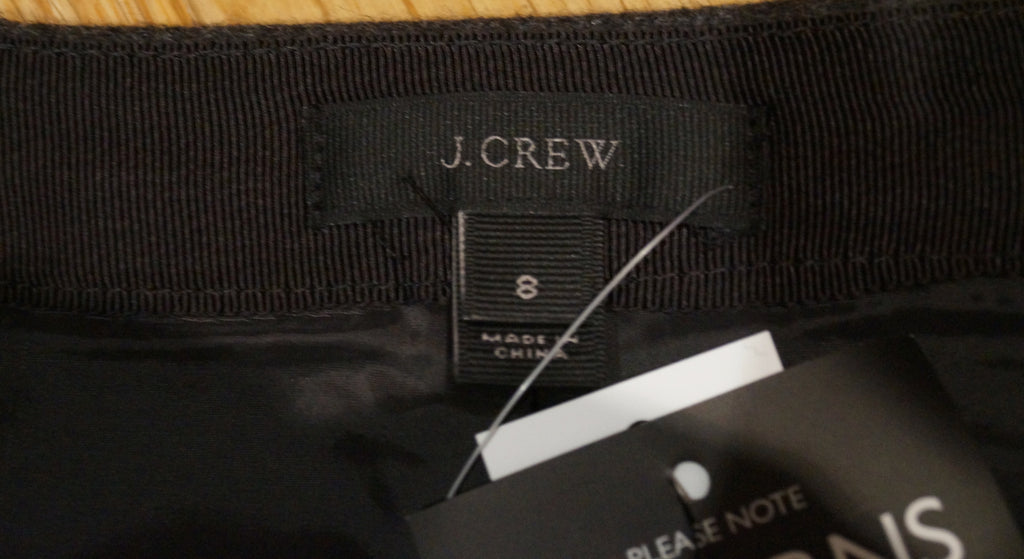 J.CREW
8
MADE IN
CHINA
PLEASE NOTE